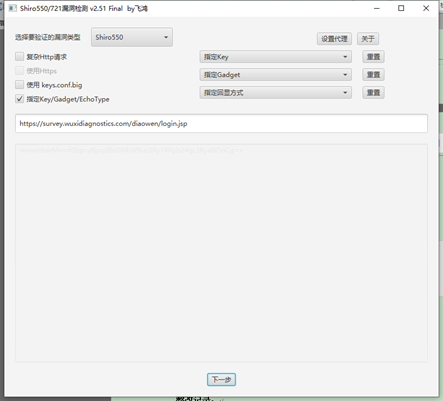 Shiro550/721漏洞检测 v2.51 Final  by飞鸿
选择要验证的漏洞类型
Shiro550
设置代理
关于
复杂Http请求
指定Key
重置
使用Https
指定Gadget
重置
使用 keys.conf.big
指定回显方式
重置
指定Key/Gadget/EchoType
https://survey.wuxidiagnostics.com/diaowen/login.jsp
下一步